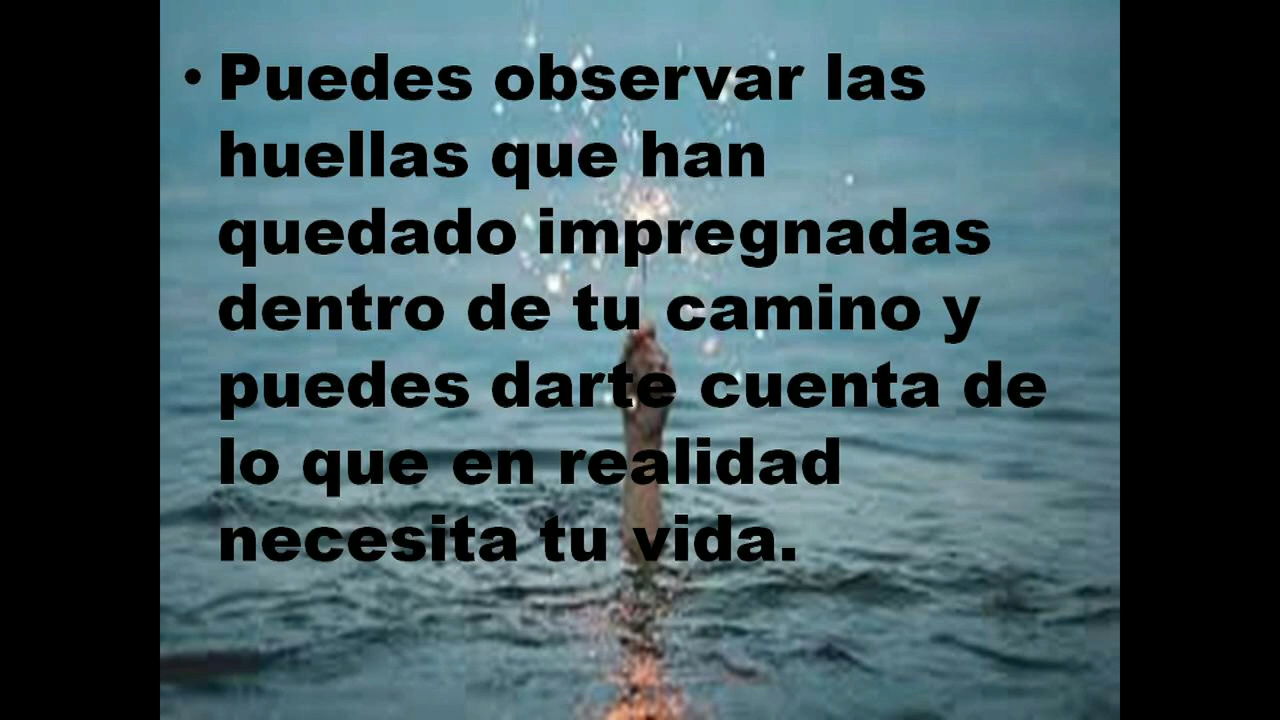 • Puedes observar las
huellas que han
quedado impregnadas
dentro de tu camino y
puedes darte cuenta de
lo que en realidad
necesita tu vida.